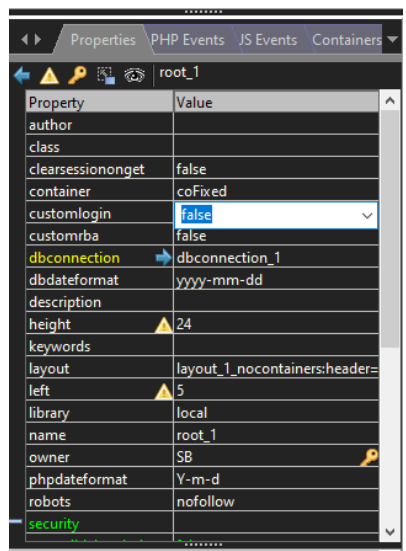 Properties PHP Events JS Events Containers
root_1
Property Value
author
class
clearsessiononget false
container coFixed
customlogin false
customrba false
dbconnection dbconnection_1
dbdateformat yyyy-mm-dd
description
height 24
keywords
layout layout_1_nocontainers:header=
left 5
library local
name root_1
owner SB
phpdateformat Y-m-d
robots nofollow
security